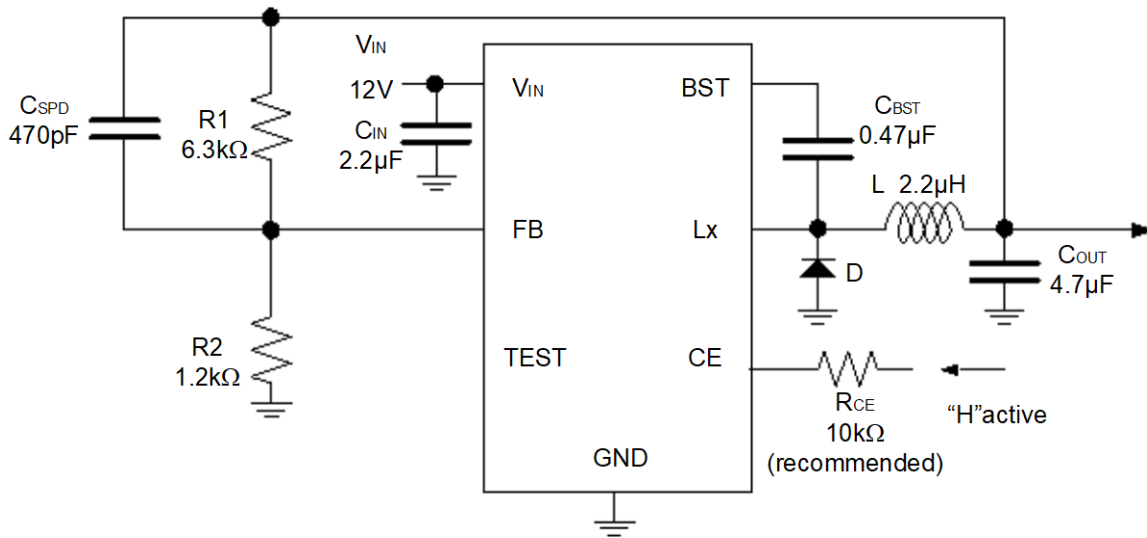 VIN
12V
CSPD
470pF
R1
6.3kΩ
CIN
2.2µF
VIN
BST
CBST
0.47µF
L 2.2µH
FB
Lx
D
COUT
4.7µF
R2
1.2kΩ
TEST
CE
RCE
10kΩ
(recommended)
“H”active
GND